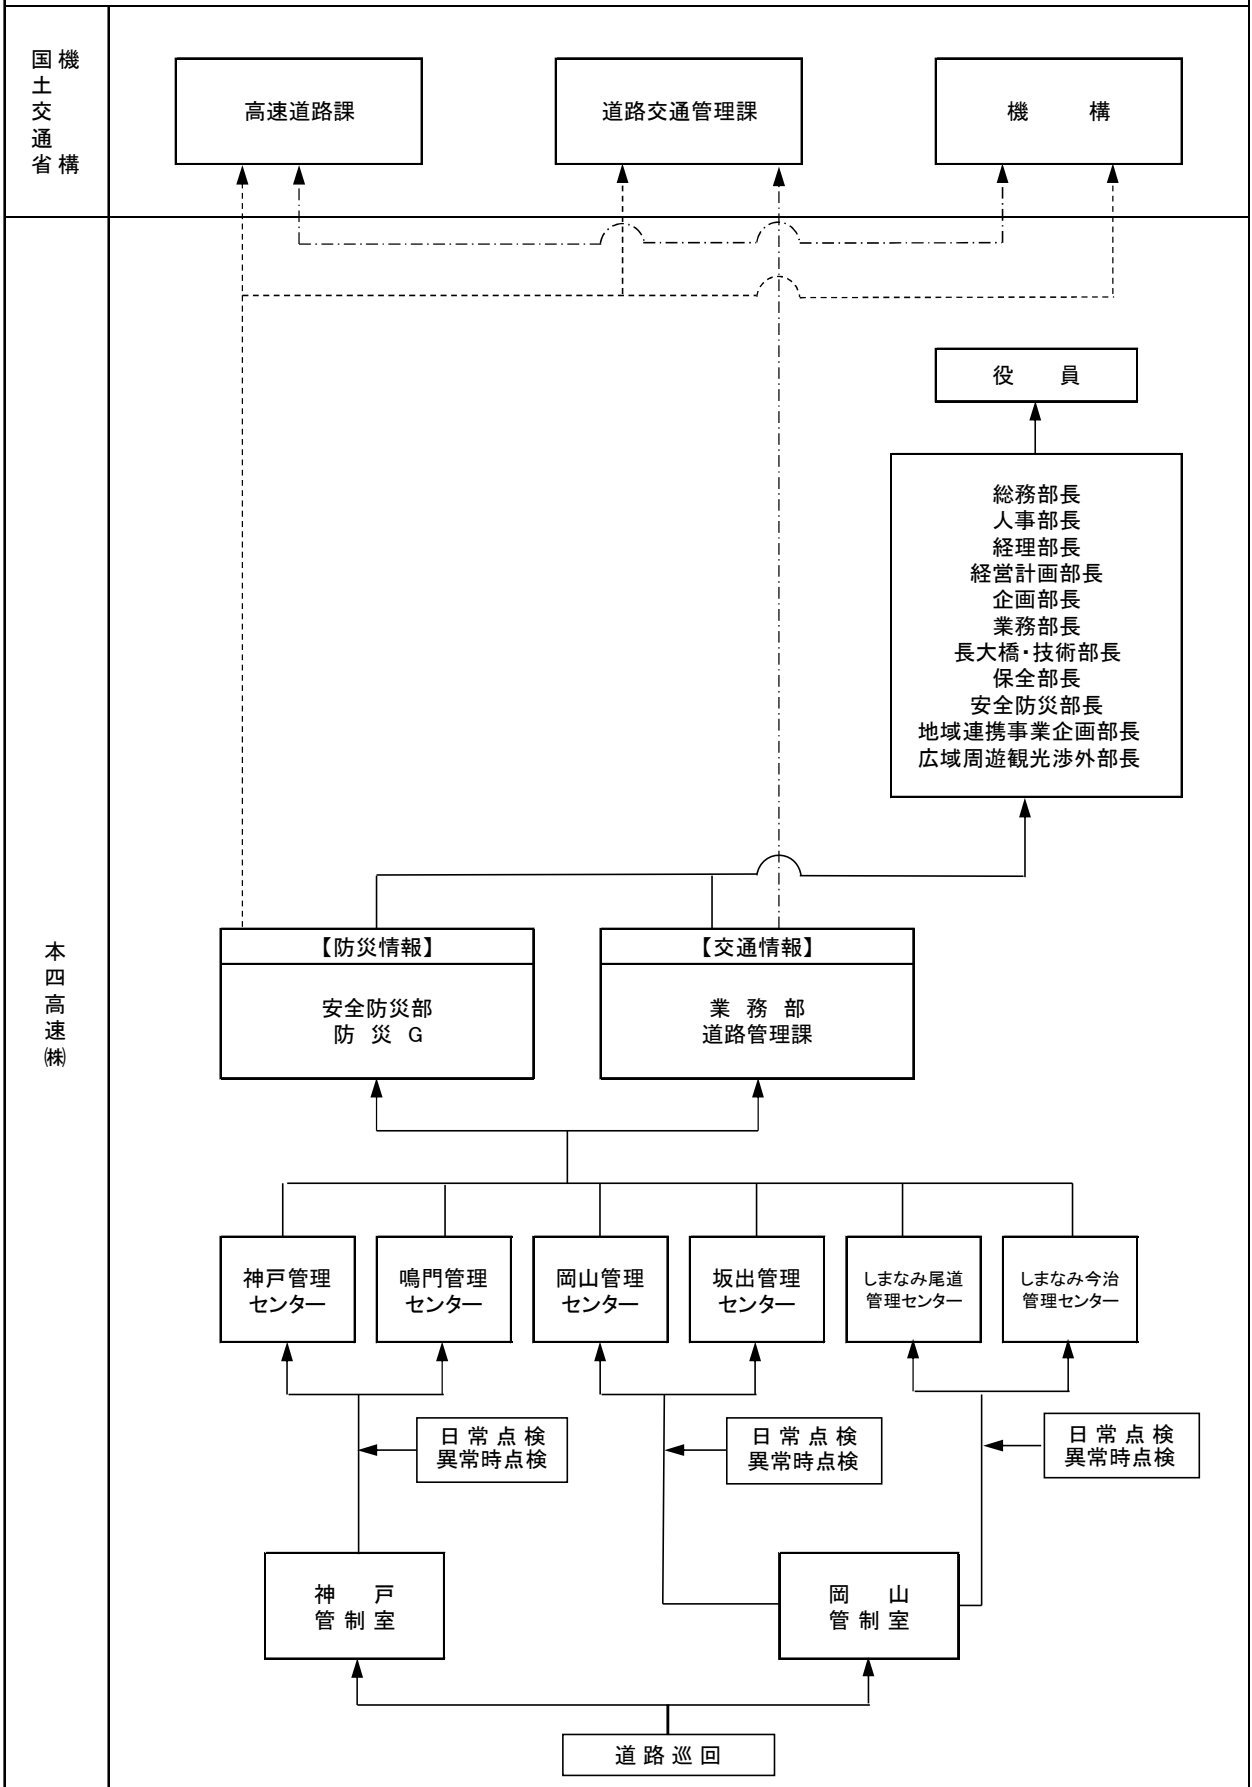 国土交通省
機構
高速道路課
道路交通管理課
機構
役員
総務部長
人事部長
経理部長
経営計画部長
企画部長
業務部長
長大橋・技術部長
保全部長
安全防災部長
地域連携事業企画部長
広域周遊観光渉外部長
本四高速㈱
【防災情報】
安全防災部
防災G
【交通情報】
業務部
道路管理課
神戸管理
センター
鳴門管理
センター
岡山管理
センター
坂出管理
センター
しまなみ尾道
管理センター
しまなみ今治
管理センター
日常点検
異常時点検
日常点検
異常時点検
日常点検
異常時点検
神戸
管制室
岡山
管制室
道路巡回